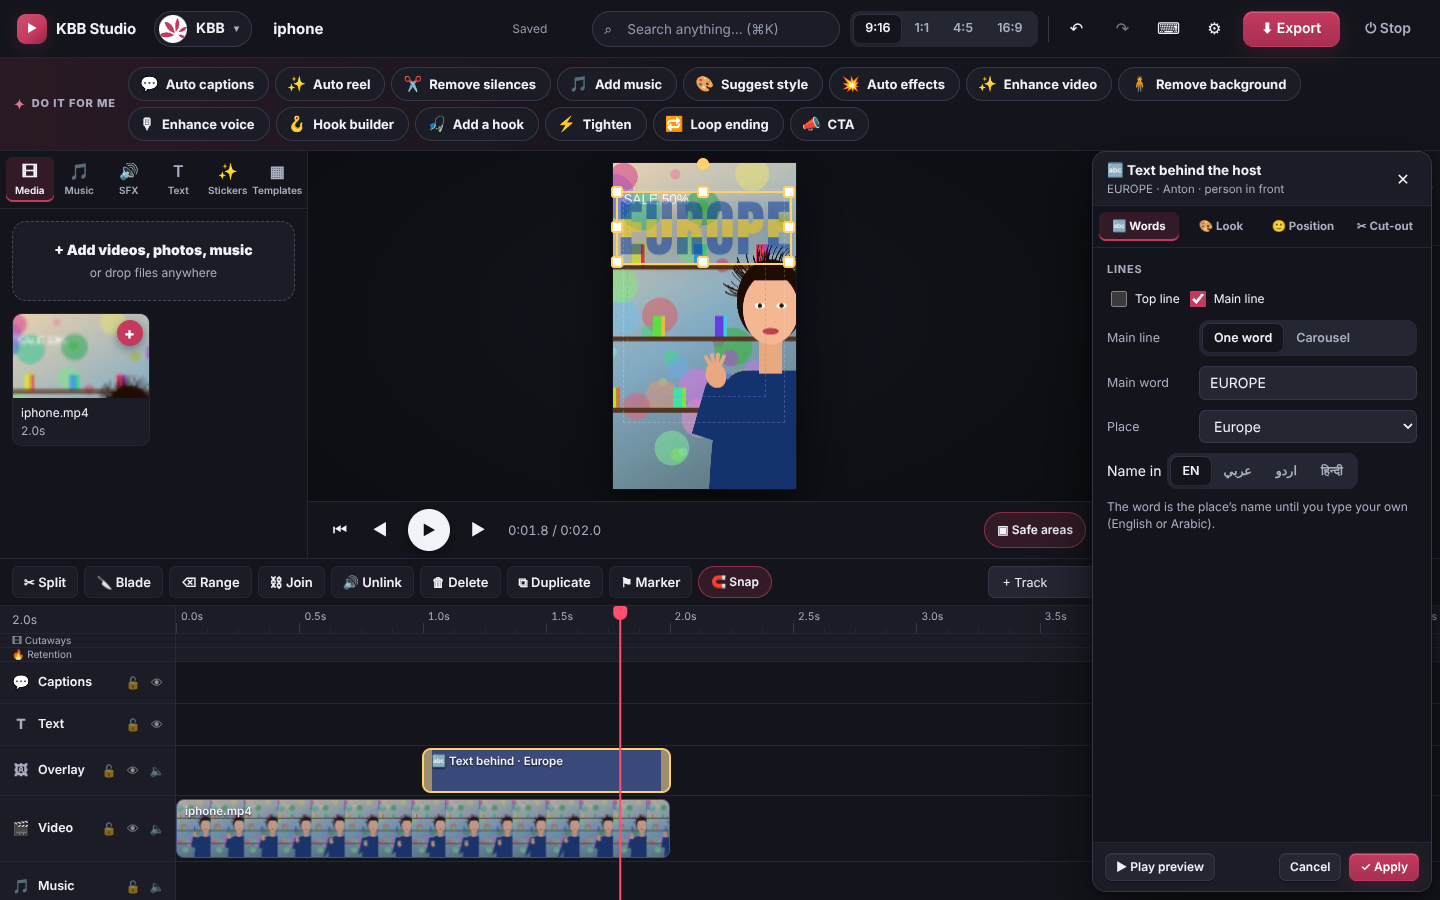 KBB Studio
KBB
iphone
Saved
Search anything... (⌘K)
9:16
1:1
4:5
16:9
Export
Stop
DO IT FOR ME
Auto captions
Auto reel
Remove silences
Add music
Suggest style
Auto effects
Enhance video
Remove background
Enhance voice
Hook builder
Add a hook
Tighten
Loop ending
CTA
Media
Music
SFX
Text
Stickers
Templates
+ Add videos, photos, music
or drop files anywhere
iphone.mp4
2.0s
SALE 50%
EUROPE
0:01.8 / 0:02.0
Safe areas
Text behind the host
EUROPE · Anton · person in front
Words
Look
Position
Cut-out
LINES
Top line
Main line
Main line
One word
Carousel
Main word
EUROPE
Place
Europe
Name in
EN
عربي
اردو
हिन्दी
The word is the place’s name until you type your own
(English or Arabic).
Play preview
Cancel
Apply
Split
Blade
Range
Join
Unlink
Delete
Duplicate
Marker
Snap
+ Track
2.0s
0.0s
0.5s
1.0s
1.5s
2.0s
2.5s
3.0s
3.5s
Cutaways
Retention
Captions
Text
Overlay
Text behind · Europe
Video
iphone.mp4
Music